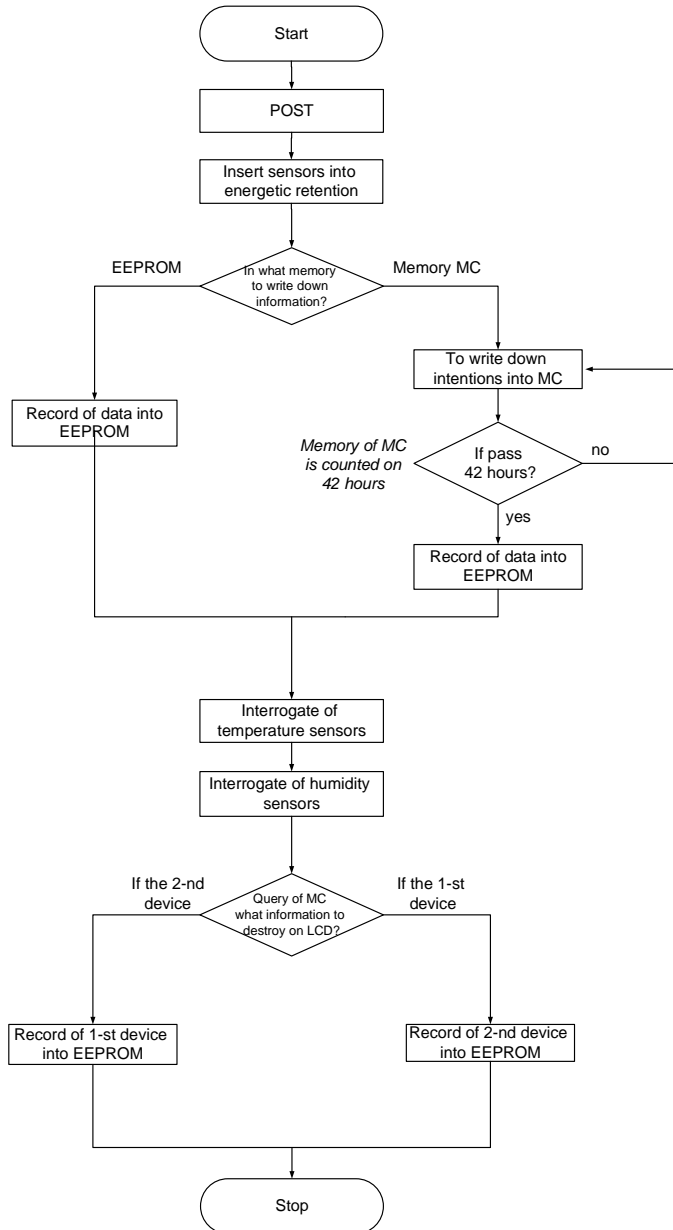 Start
POST
Insert sensors into
energetic retention
EEPROM
In what memory
to write down
information?
Memory MC
To write down
intentions into MC
Record of data into
EEPROM
Memory of MC
is counted on
42 hours
If pass
42 hours?
no
yes
Record of data into
EEPROM
Interrogate of
temperature sensors
Interrogate of humidity
sensors
If the 2-nd
device
Query of MC
what information to
destroy on LCD?
If the 1-st
device
Record of 1-st device
into EEPROM
Record of 2-nd device
into EEPROM
Stop